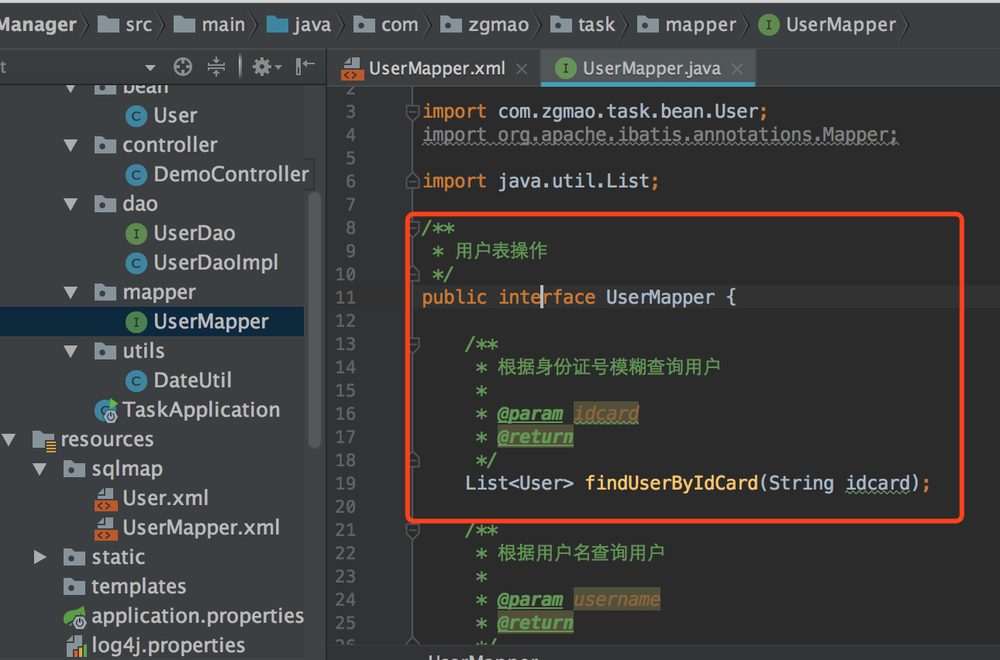 Manager src main java com zgmao task mapper I UserMapper
t
UserMapper.xml I UserMapper.java
bean
C User
controller
C DemoController
dao
I UserDao
C UserDaoImpl
mapper
I UserMapper
utils
C DateUtil
TaskApplication
resources
sqlmap
User.xml
UserMapper.xml
static
templates
application.properties
log4j.properties
2
3 import com.zgmao.task.bean.User;
4 import org.apache.ibatis.annotations.Mapper;
5
6 import java.util.List;
7
8 /**
9 * 用户表操作
10 */
11 public interface UserMapper {
12
13 /**
14 * 根据身份证号模糊查询用户
15 *
16 * @param idcard
17 * @return
18 */
19 List<User> findUserByIdCard(String idcard);
20
21 /**
22 * 根据用户名查询用户
23 *
24 * @param username
25 * @return
26 */
UserMapper